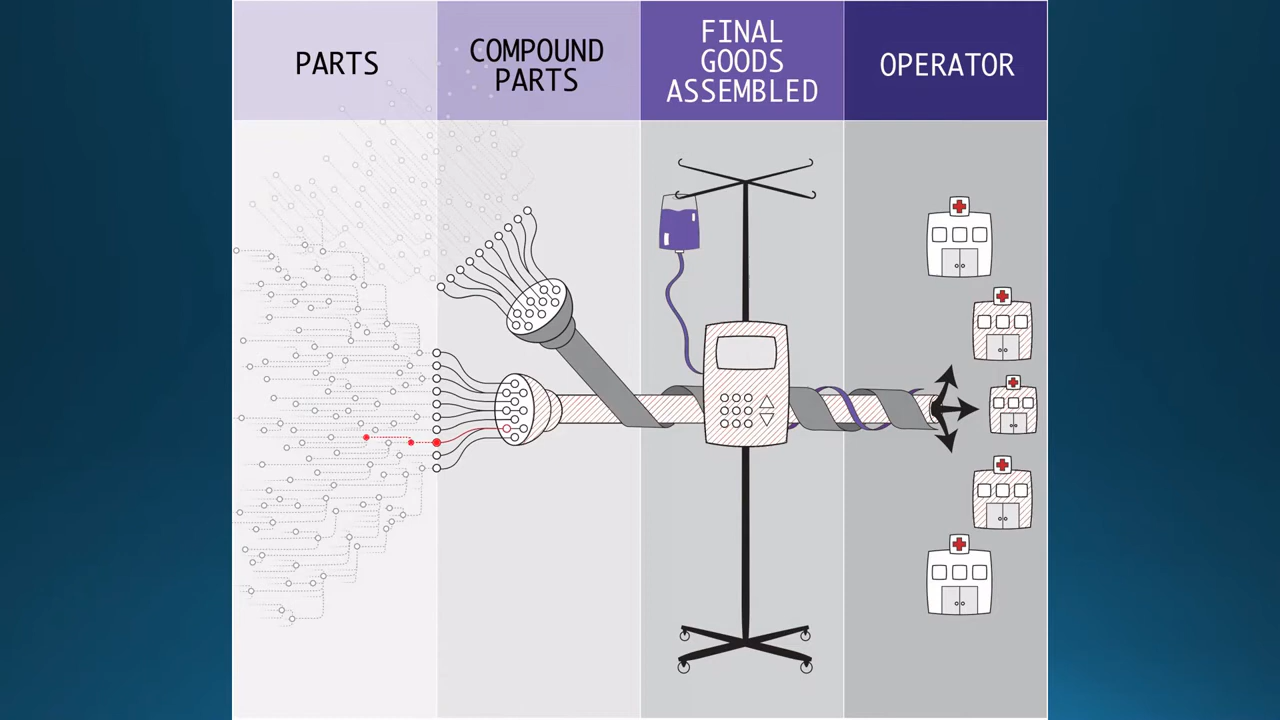 PARTS
COMPOUND
PARTS
FINAL
GOODS
ASSEMBLED
OPERATOR